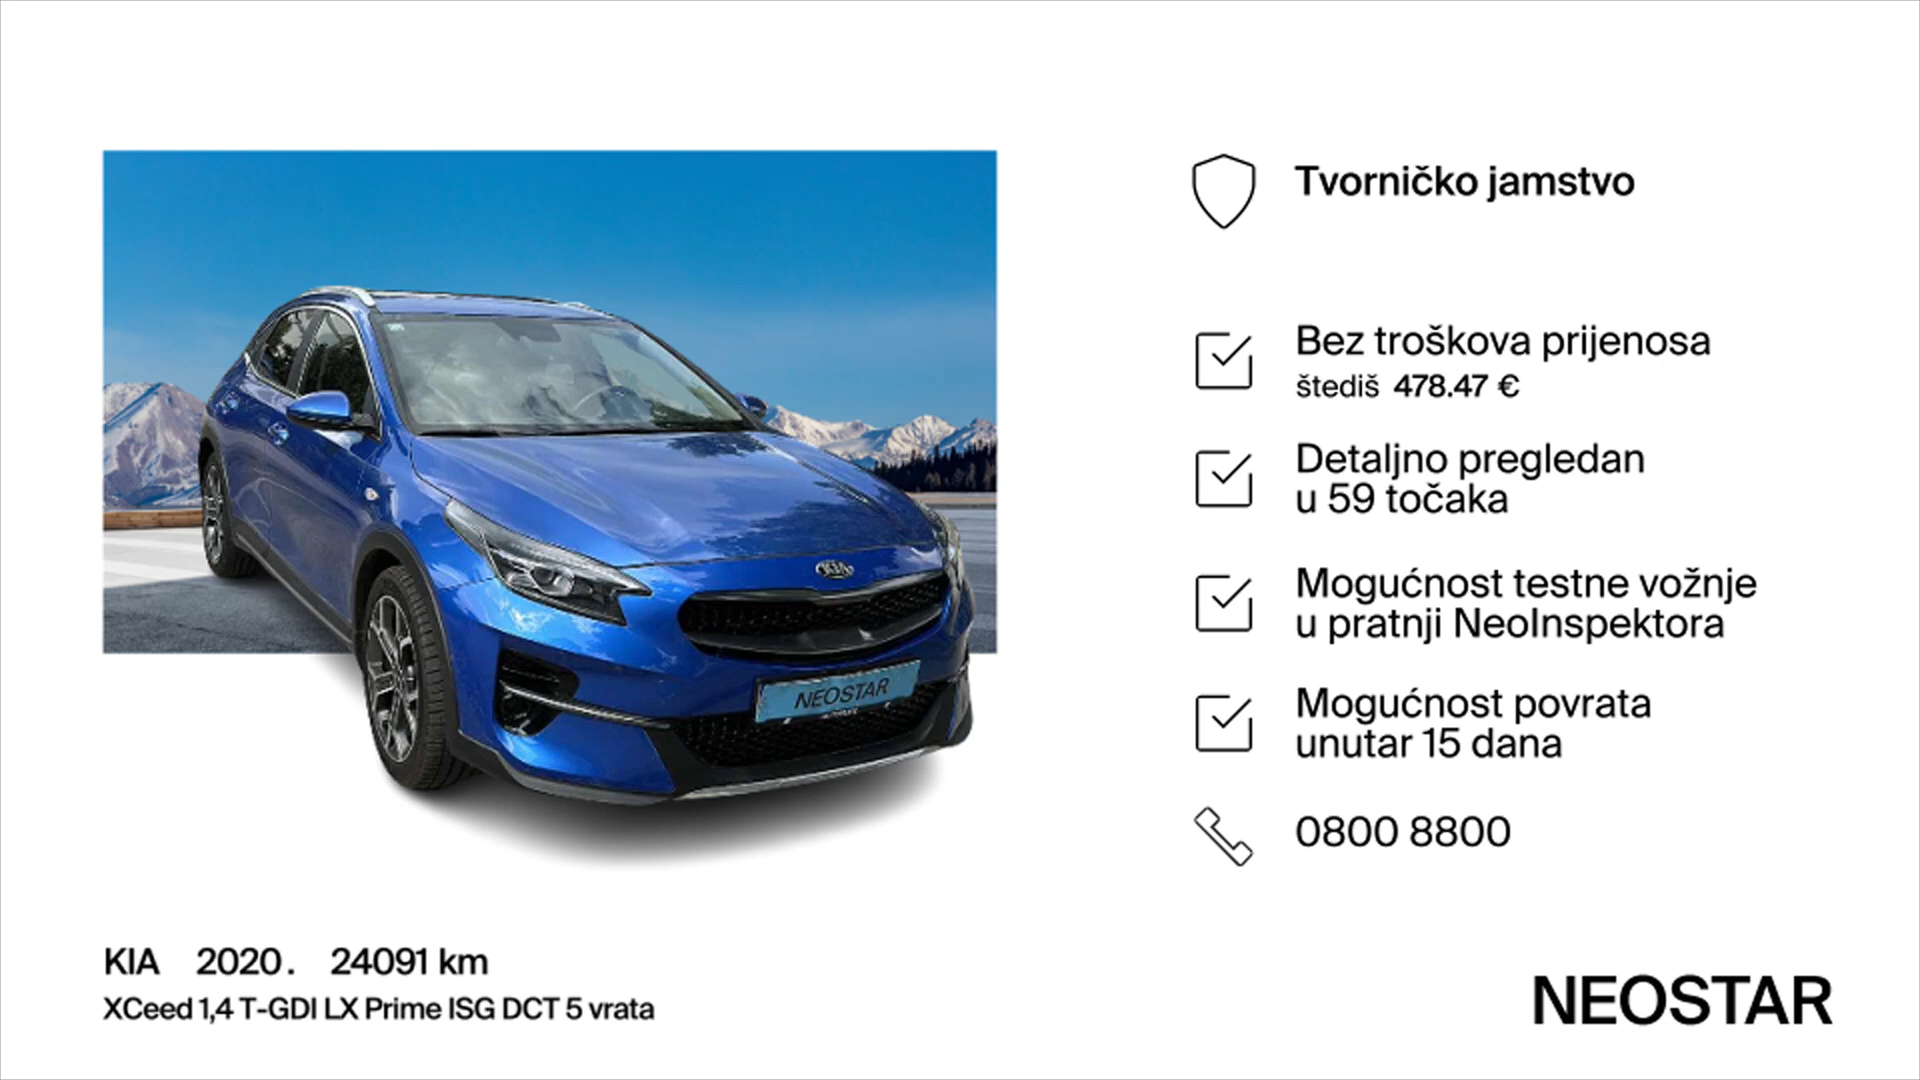 Tvorničko jamstvo
Bez troškova prijenosa
štediš 478.47 €
Detaljno pregledan
u 59 točaka
Mogućnost testne vožnje
u pratnji NeoInspektora
Mogućnost povrata
unutar 15 dana
0800 8800
KIA
NEOSTAR
KIA 2020. 24091 km
XCeed 1,4 T-GDI LX Prime ISG DCT 5 vrata
NEOSTAR